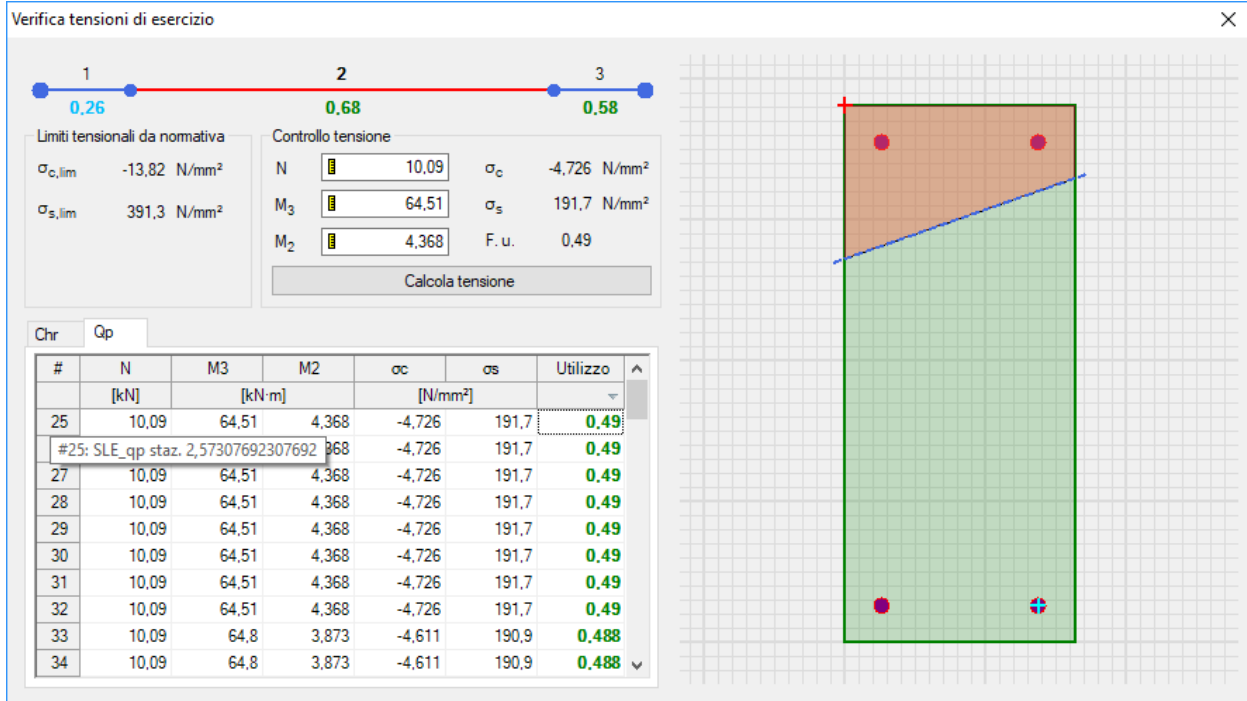 Verifica tensioni di esercizio
1 2 3
0,26 0,68 0,58
Limiti tensionali da normativa
σc,lim -13,82 N/mm²
σs,lim 391,3 N/mm²
Controllo tensione
N 10,09 σc -4,726 N/mm²
M3 64,51 σs 191,7 N/mm²
M2 4,368 F. u. 0,49
Calcola tensione
Chr Qp
# N M3 M2 σc σs Utilizzo
[kN] [kN·m] [N/mm²]
25 10,09 64,51 4,368 -4,726 191,7 0,49
#25: SLE_qp staz. 2,57307692307692 368 -4,726 191,7 0,49
27 10,09 64,51 4,368 -4,726 191,7 0,49
28 10,09 64,51 4,368 -4,726 191,7 0,49
29 10,09 64,51 4,368 -4,726 191,7 0,49
30 10,09 64,51 4,368 -4,726 191,7 0,49
31 10,09 64,51 4,368 -4,726 191,7 0,49
32 10,09 64,51 4,368 -4,726 191,7 0,49
33 10,09 64,8 3,873 -4,611 190,9 0,488
34 10,09 64,8 3,873 -4,611 190,9 0,488